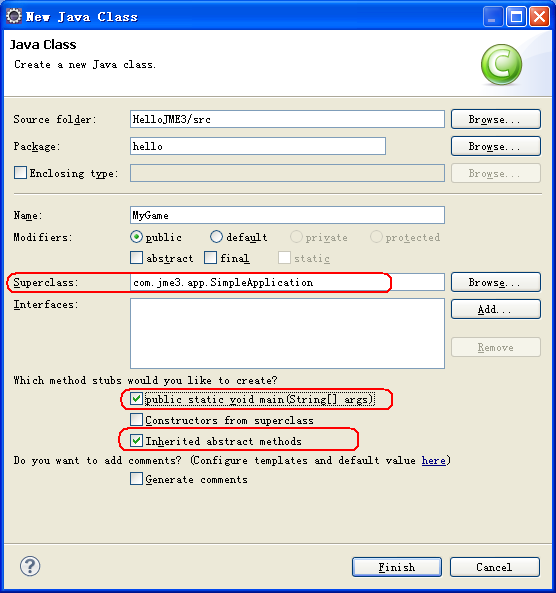 New Java Class
Java Class
Create a new Java class.
Source folder: HelloJME3/src Browse...
Package: hello Browse...
Enclosing type: Browse...
Name: MyGame
Modifiers: public default private protected
abstract final static
Superclass: com.jme3.app.SimpleApplication Browse...
Interfaces: Add...
Remove
Which method stubs would you like to create?
public static void main(String[] args)
Constructors from superclass
Inherited abstract methods
Do you want to add comments? (Configure templates and default value here)
Generate comments
? Finish Cancel